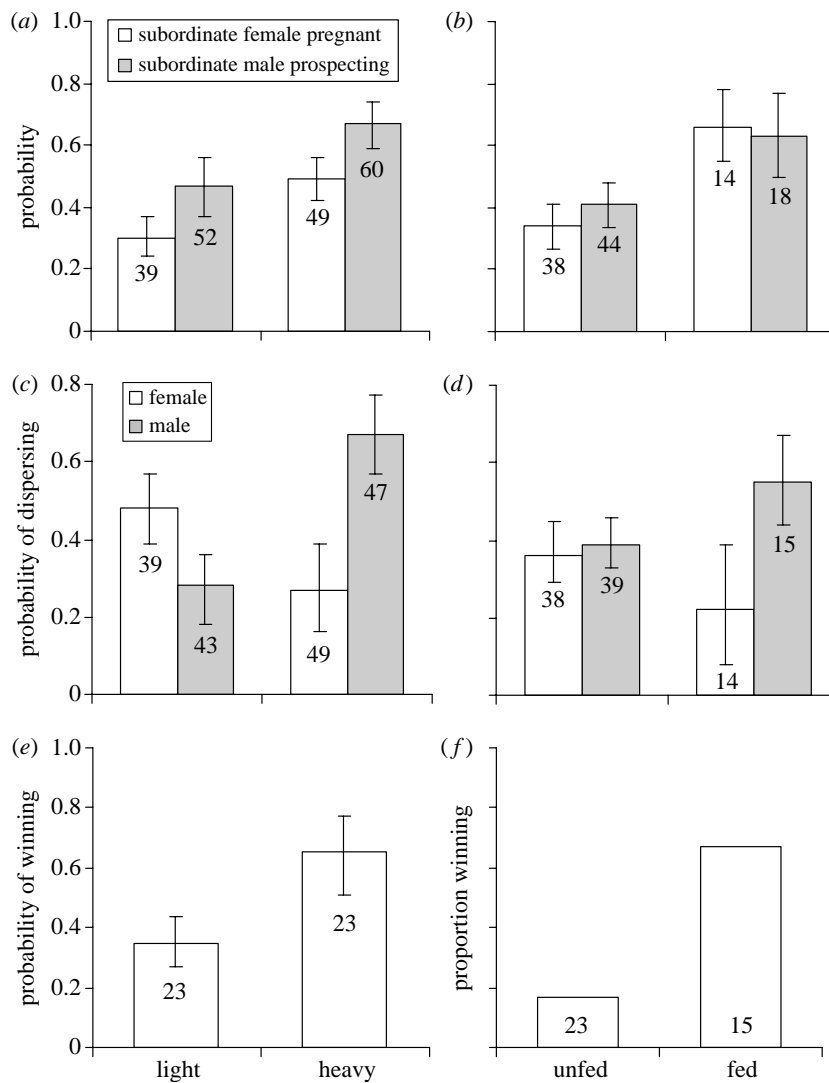 (a)
1.0
0.8
0.6
0.4
0.2
0
probability
subordinate female pregnant
subordinate male prospecting
39
52
49
60
(b)
38
44
14
18
(c)
0.8
0.6
0.4
0.2
0
probability of dispersing
female
male
39
43
49
47
(d)
38
39
14
15
(e)
1.0
0.8
0.6
0.4
0.2
0
probability of winning
23
23
light
heavy
(f)
proportion winning
23
15
unfed
fed